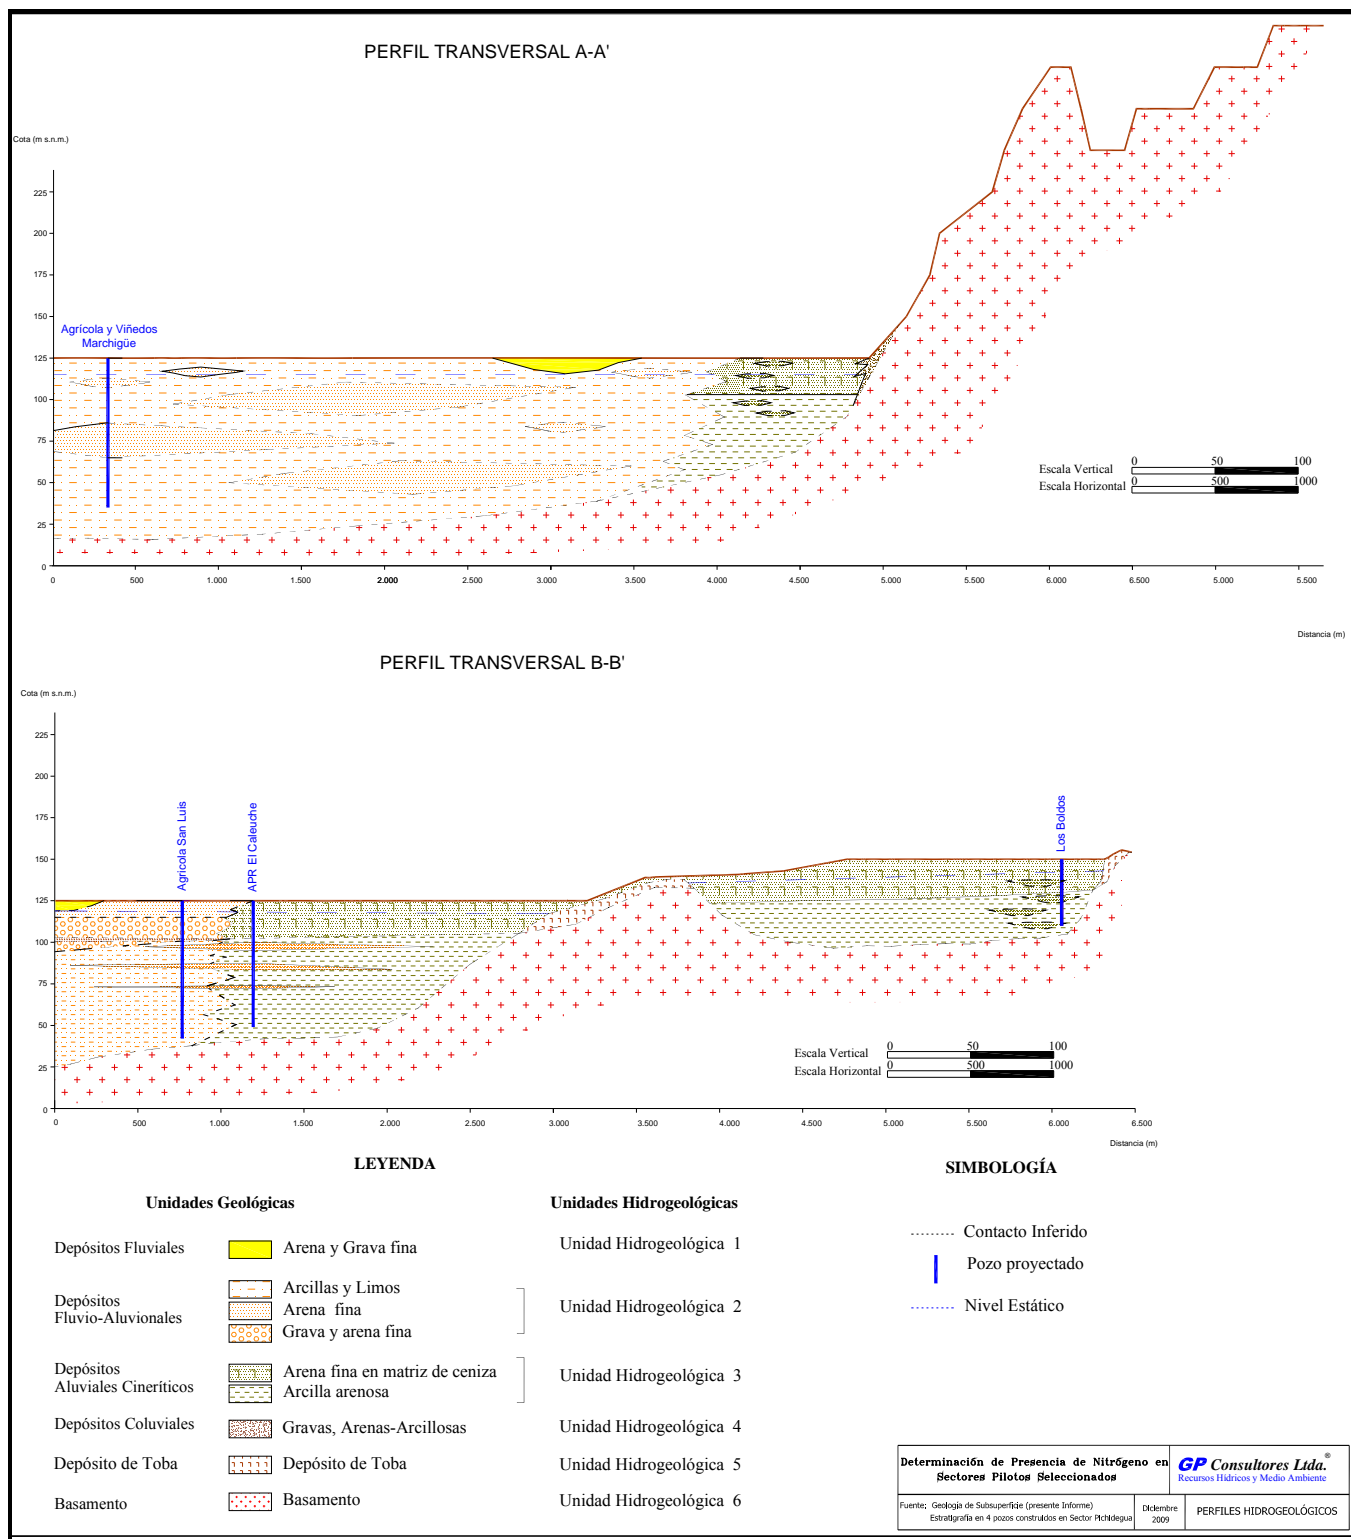 PERFIL TRANSVERSAL A-A'
Cota (m s.n.m.)
225
200
175
150
125
100
75
50
25
0
Agrícola y Viñedos
Marchigüe
Escala Vertical 0 50 100
Escala Horizontal 0 500 1000
0 500 1.000 1.500 2.000 2.500 3.000 3.500 4.000 4.500 5.000 5.500 6.000 6.500 5.000 5.500
Distancia (m)
PERFIL TRANSVERSAL B-B'
Cota (m s.n.m.)
225
200
175
150
125
100
75
50
25
0
Agrícola San Luis
APR El Caleuche
Los Boldos
Escala Vertical 0 50 100
Escala Horizontal 0 500 1000
0 500 1.000 1.500 2.000 2.500 3.000 3.500 4.000 4.500 5.000 5.500 6.000 6.500
Distancia (m)
LEYENDA
SIMBOLOGÍA
Unidades Geológicas
Unidades Hidrogeológicas
Depósitos Fluviales
Arena y Grava fina
Unidad Hidrogeológica 1
Depósitos
Fluvio-Aluvionales
Arcillas y Limos
Arena fina
Grava y arena fina
Unidad Hidrogeológica 2
Depósitos
Aluviales Cineríticos
Arena fina en matriz de ceniza
Arcilla arenosa
Unidad Hidrogeológica 3
Depósitos Coluviales
Gravas, Arenas-Arcillosas
Unidad Hidrogeológica 4
Depósito de Toba
Depósito de Toba
Unidad Hidrogeológica 5
Basamento
Basamento
Unidad Hidrogeológica 6
Contacto Inferido
Pozo proyectado
Nivel Estático
Determinación de Presencia de Nitrógeno en
Sectores Pilotos Seleccionados
GP Consultores Ltda.®
Recursos Hídricos y Medio Ambiente
Fuente; Geología de Subsuperficie (presente Informe)
Estratigrafía en 4 pozos construidos en Sector Pichidegua
Diciembre
2009
PERFILES HIDROGEOLÓGICOS